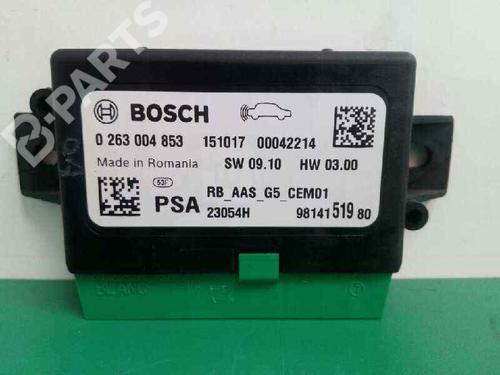 B-PARTS
BOSCH
0 263 004 853 151017 00042214
Made in Romania SW 09.10 HW 03.00
53F RB_AAS_G5_CEM01
PSA 23054H 98141 519 80
BLANC